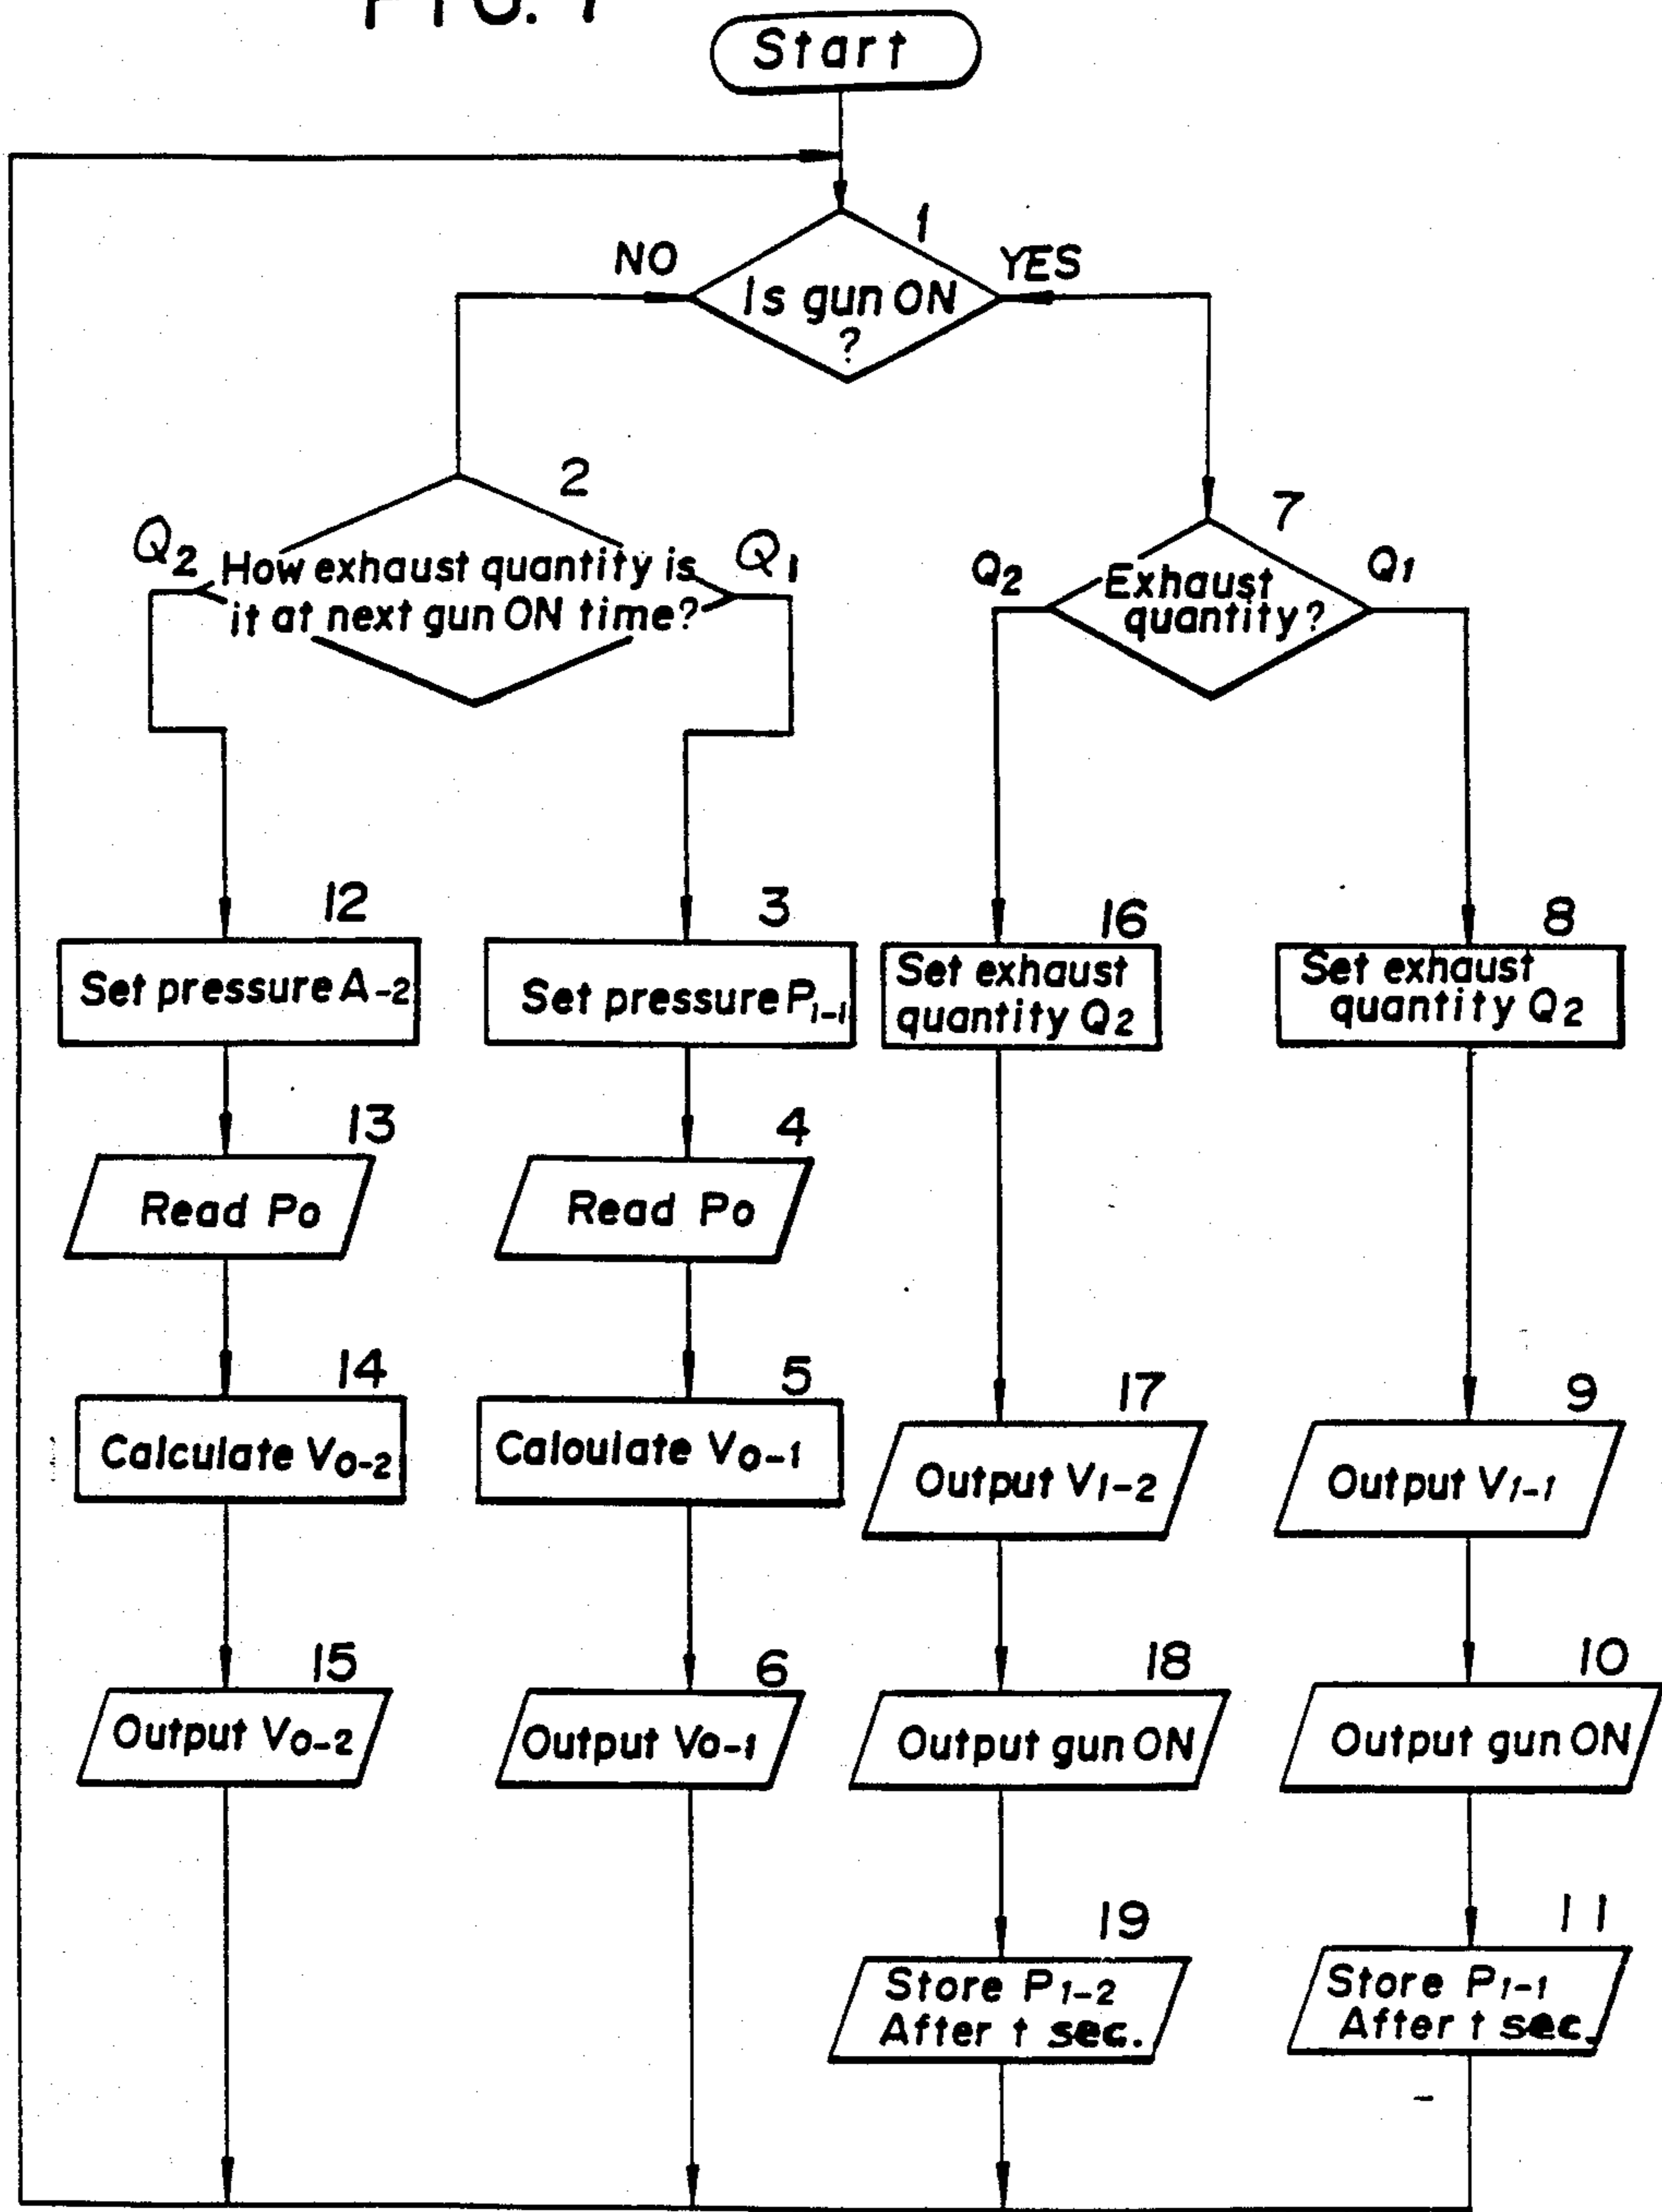 FIG. 7
Start
1
NO
YES
Is gun ON
?
2
7
Q2
How exhaust quantity is
it at next gun ON time?
Q1
Q2
Exhaust
quantity?
Q1
12
3
16
8
Set pressure A-2
Set pressure P1-1
Set exhaust
quantity Q2
Set exhaust
quantity Q2
13
4
Read Po
Read Po
14
5
17
9
Calculate Vo-2
Caloulate Vo-1
Output V1-2
Output V1-1
15
6
18
10
Output Vo-2
Output Vo-1
Output gun ON
Output gun ON
19
11
Store P1-2
After t sec.
Store P1-1
After t sec.